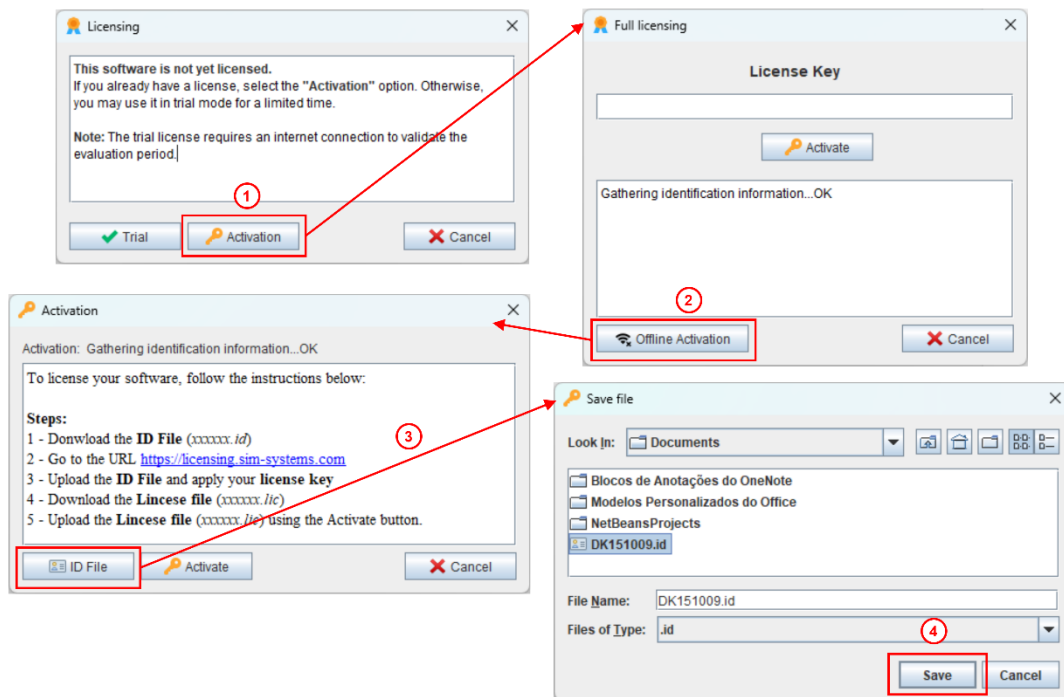 Licensing
This software is not yet licensed.
If you already have a license, select the "Activation" option. Otherwise,
you may use it in trial mode for a limited time.
Note: The trial license requires an internet connection to validate the
evaluation period.
1
Trial
Activation
Cancel
Full licensing
License Key
Activate
Gathering identification information...OK
2
Offline Activation
Cancel
Activation
Activation: Gathering identification information...OK
To license your software, follow the instructions below:
Steps:
1 - Donwload the ID File (xxxxxx.id)
2 - Go to the URL https://licensing.sim-systems.com
3 - Upload the ID File and apply your license key
4 - Download the Lincese file (xxxxxx.lic)
5 - Upload the Lincese file (xxxxxx.lic) using the Activate button.
3
ID File
Activate
Cancel
Save file
Look In:
Documents
Blocos de Anotações do OneNote
Modelos Personalizados do Office
NetBeansProjects
DK151009.id
File Name: DK151009.id
Files of Type: .id
4
Save
Cancel